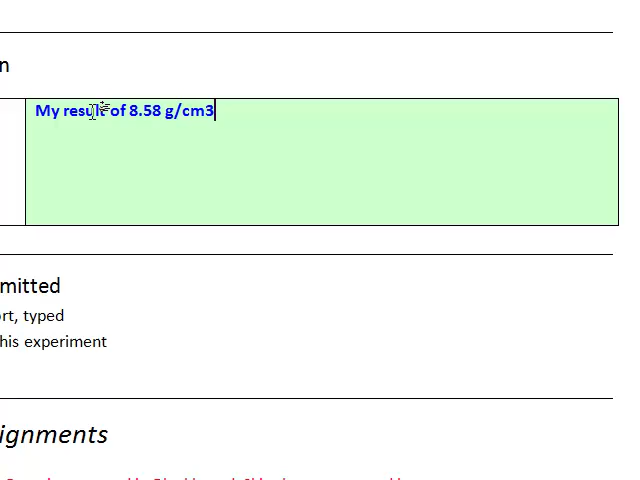 n
My result of 8.58 g/cm3
mitted
rt, typed
his experiment
ignments